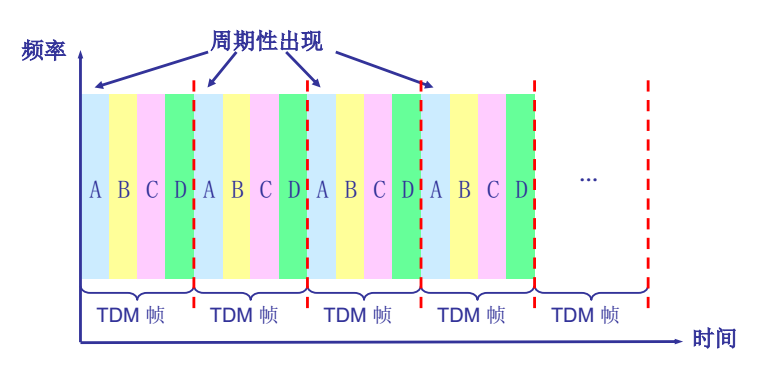 周期性出现
频率
A B C D A B C D A B C D A B C D ...
TDM 帧 TDM 帧 TDM 帧 TDM 帧 TDM 帧
时间